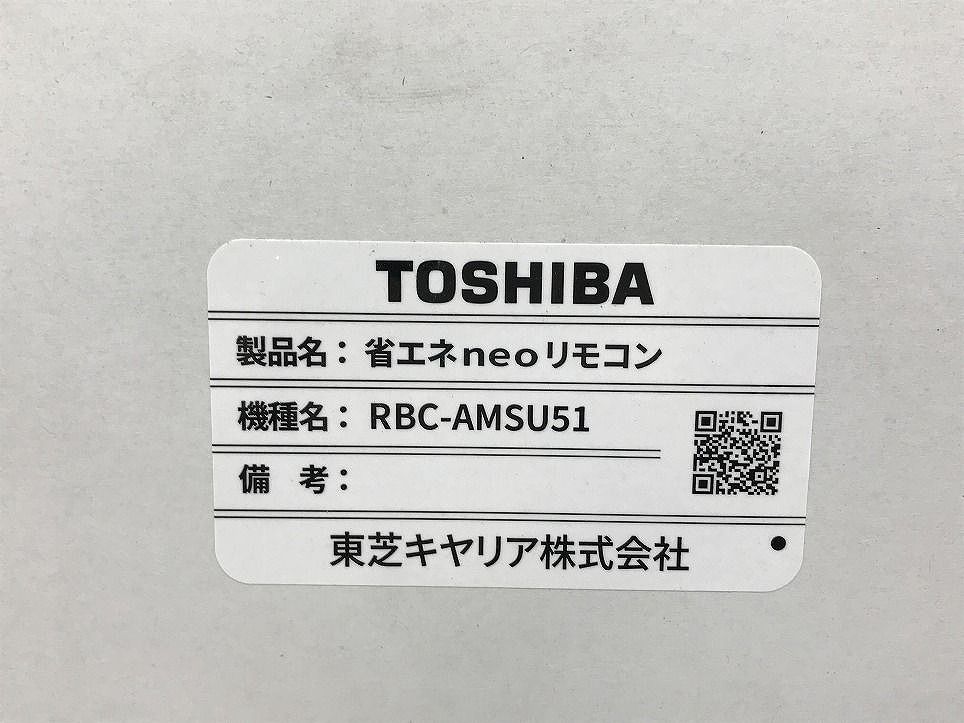 TOSHIBA
製品名：省エネneoリモコン
機種名：RBC-AMSU51
備　考：
東芝キヤリア株式会社